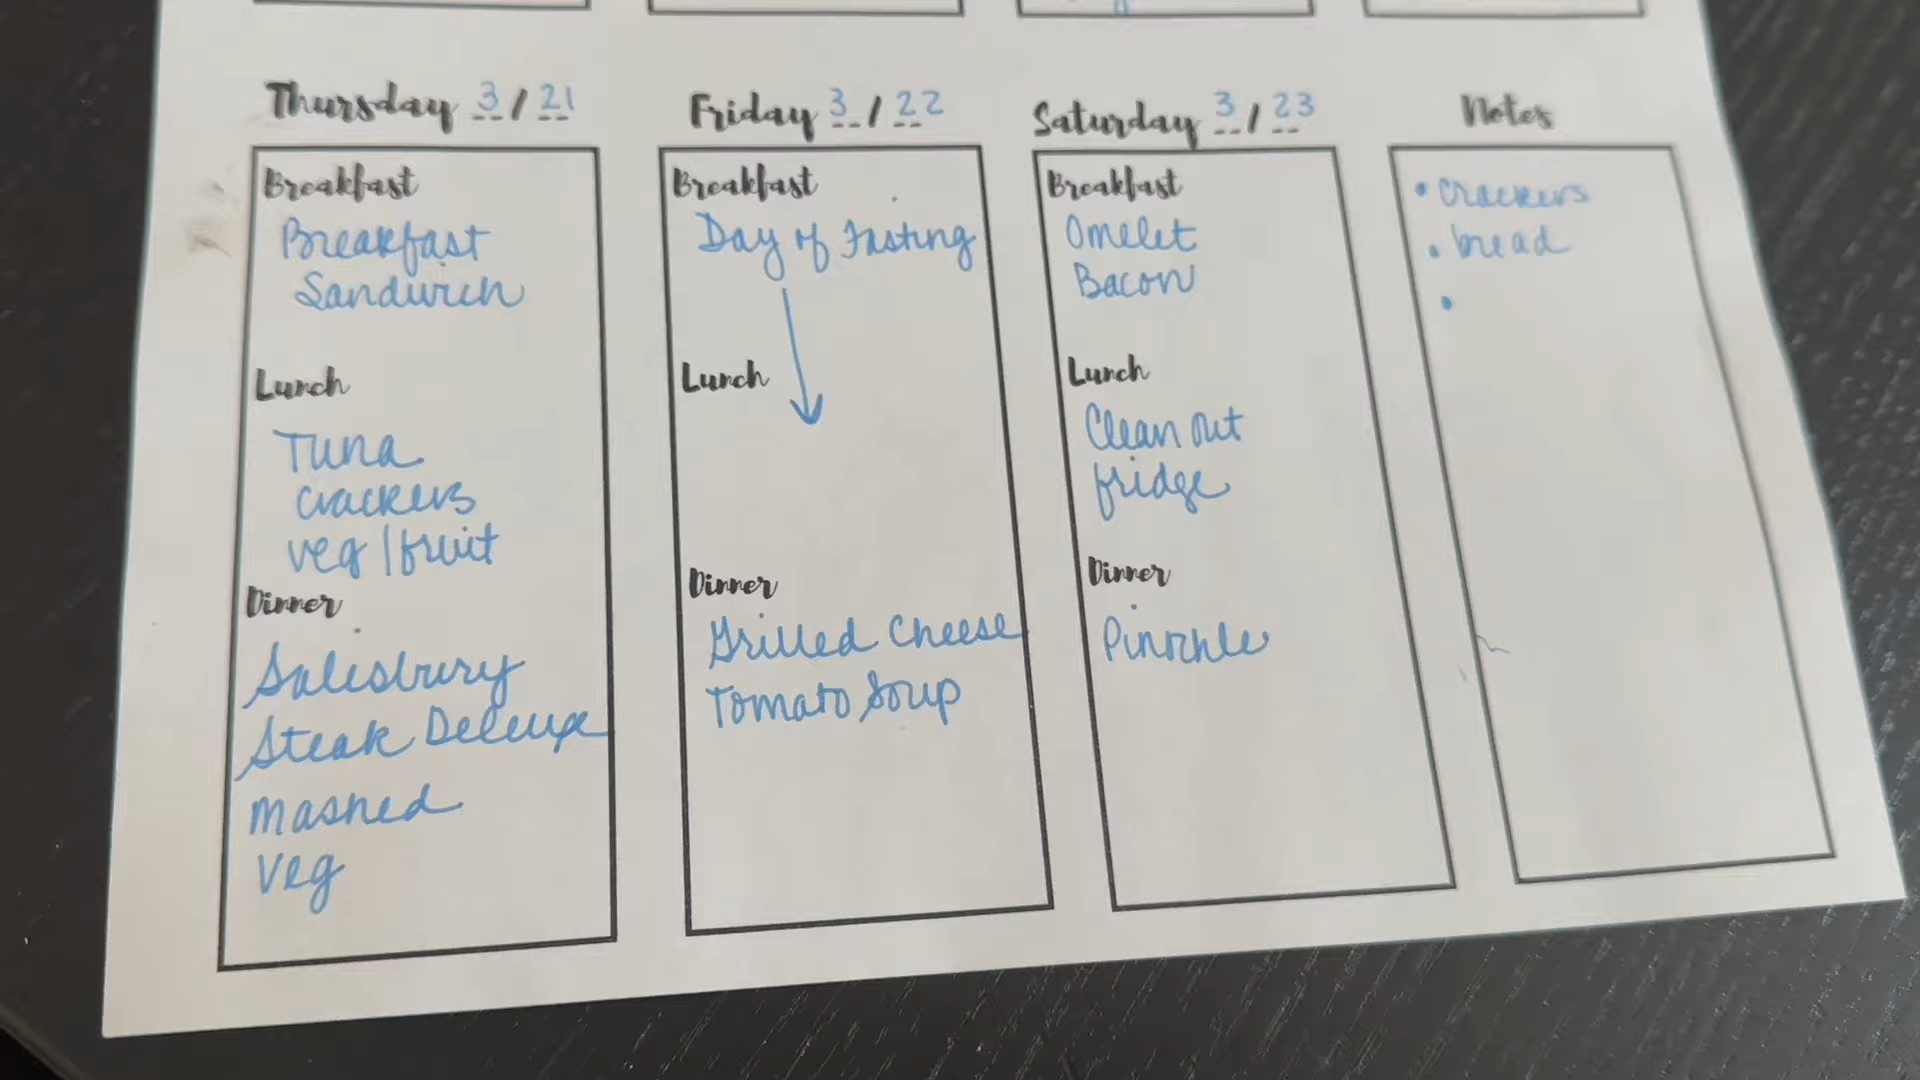 Thursday 3/21
Breakfast
Breakfast
Sandwich
Lunch
Tuna
crackers
veg/fruit
Dinner
Salesbury
Steak Deluxe
mashed
veg
Friday 3/22
Breakfast
Day of Fasting
Lunch
Dinner
Grilled Cheese
Tomato Soup
Saturday 3/23
Breakfast
Omelet
Bacon
Lunch
Clean out
fridge
Dinner
Pinochle
Notes
• crackers
• bread
•